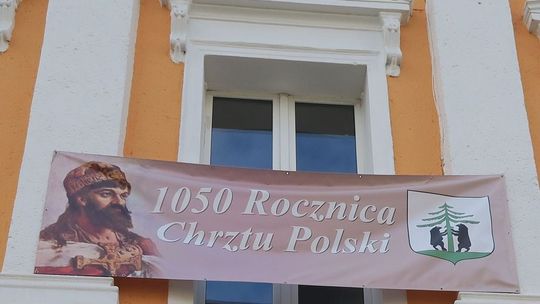 1050 Rocznica
Chrztu Polski